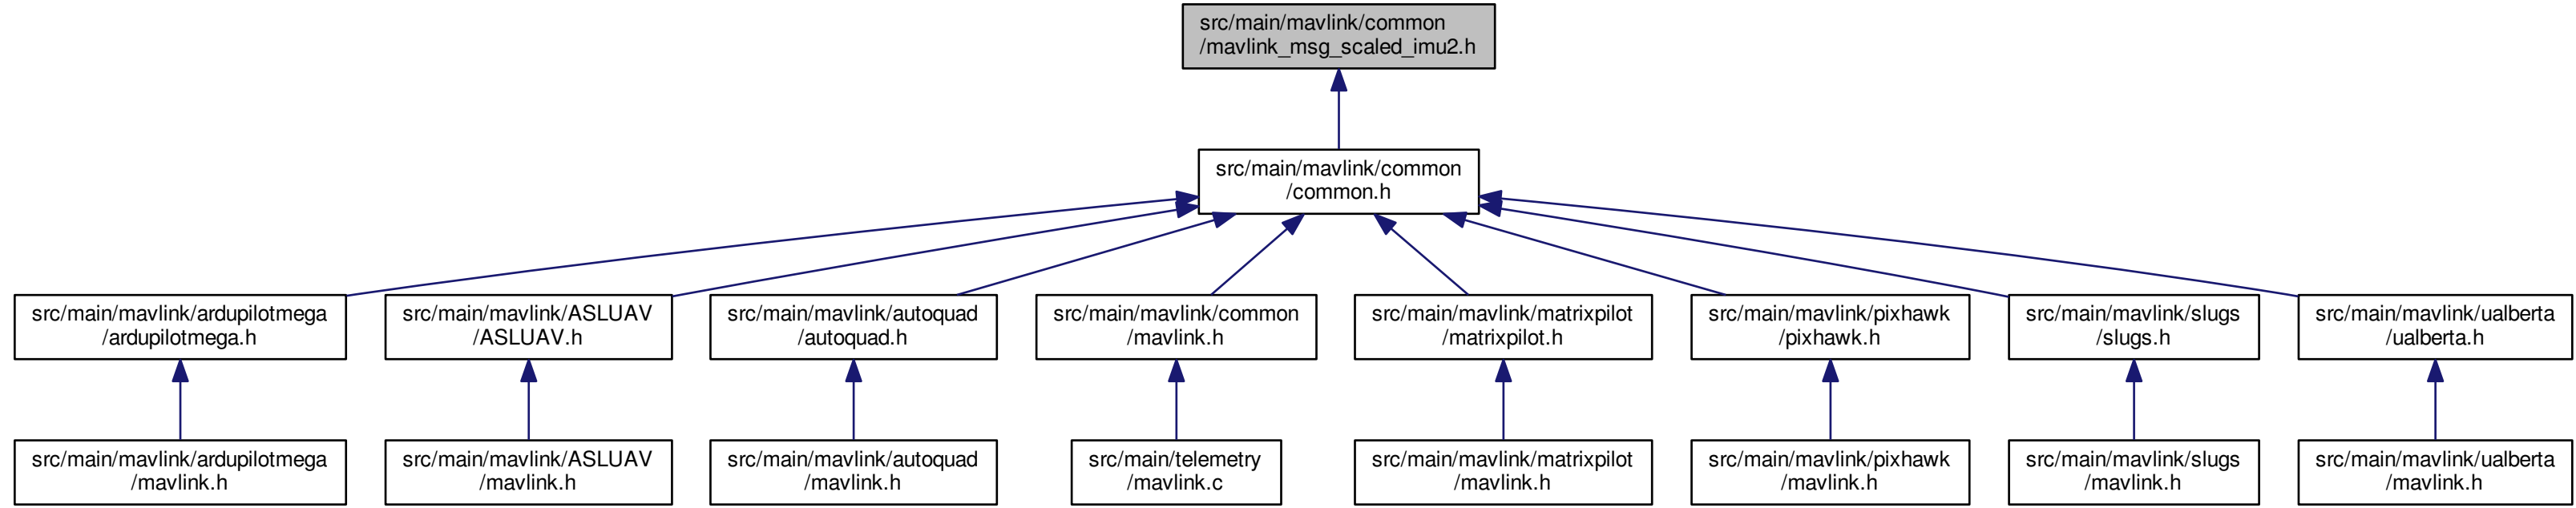 src/main/mavlink/common
/mavlink_msg_scaled_imu2.h
src/main/mavlink/common
/common.h
src/main/mavlink/ardupilotmega
/ardupilotmega.h
src/main/mavlink/ASLUAV
/ASLUAV.h
src/main/mavlink/autoquad
/autoquad.h
src/main/mavlink/common
/mavlink.h
src/main/mavlink/matrixpilot
/matrixpilot.h
src/main/mavlink/pixhawk
/pixhawk.h
src/main/mavlink/slugs
/slugs.h
src/main/mavlink/ualberta
/ualberta.h
src/main/mavlink/ardupilotmega
/mavlink.h
src/main/mavlink/ASLUAV
/mavlink.h
src/main/mavlink/autoquad
/mavlink.h
src/main/telemetry
/mavlink.c
src/main/mavlink/matrixpilot
/mavlink.h
src/main/mavlink/pixhawk
/mavlink.h
src/main/mavlink/slugs
/mavlink.h
src/main/mavlink/ualberta
/mavlink.h